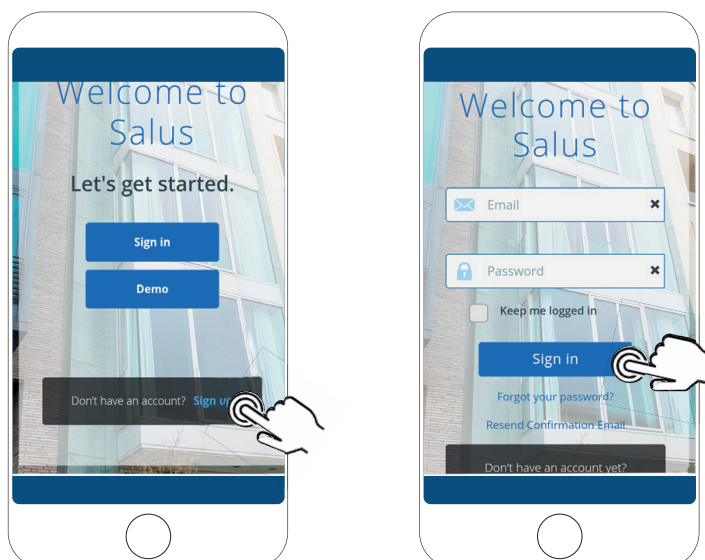 Welcome to
Salus
Let's get started.
Sign in
Demo
Don't have an account? Sign up
Welcome to
Salus
Email
Password
Keep me logged in
Sign in
Forgot your password?
Resend Confirmation Email
Don't have an account yet?